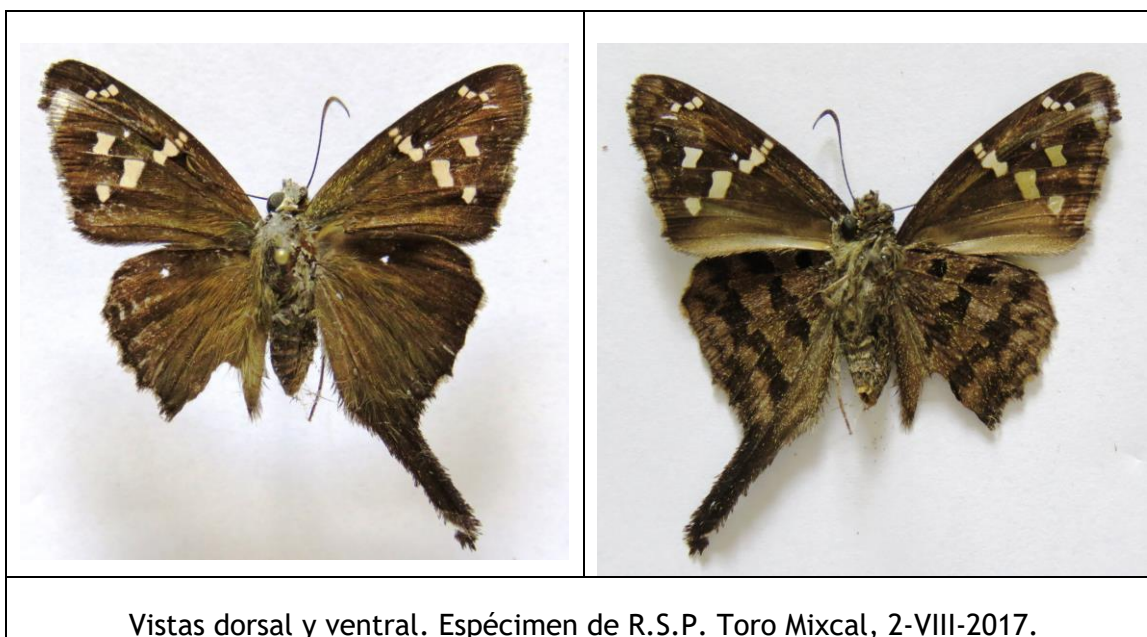 Vistas dorsal y ventral. Espécimen de R.S.P. Toro Mixcal, 2-VIII-2017.